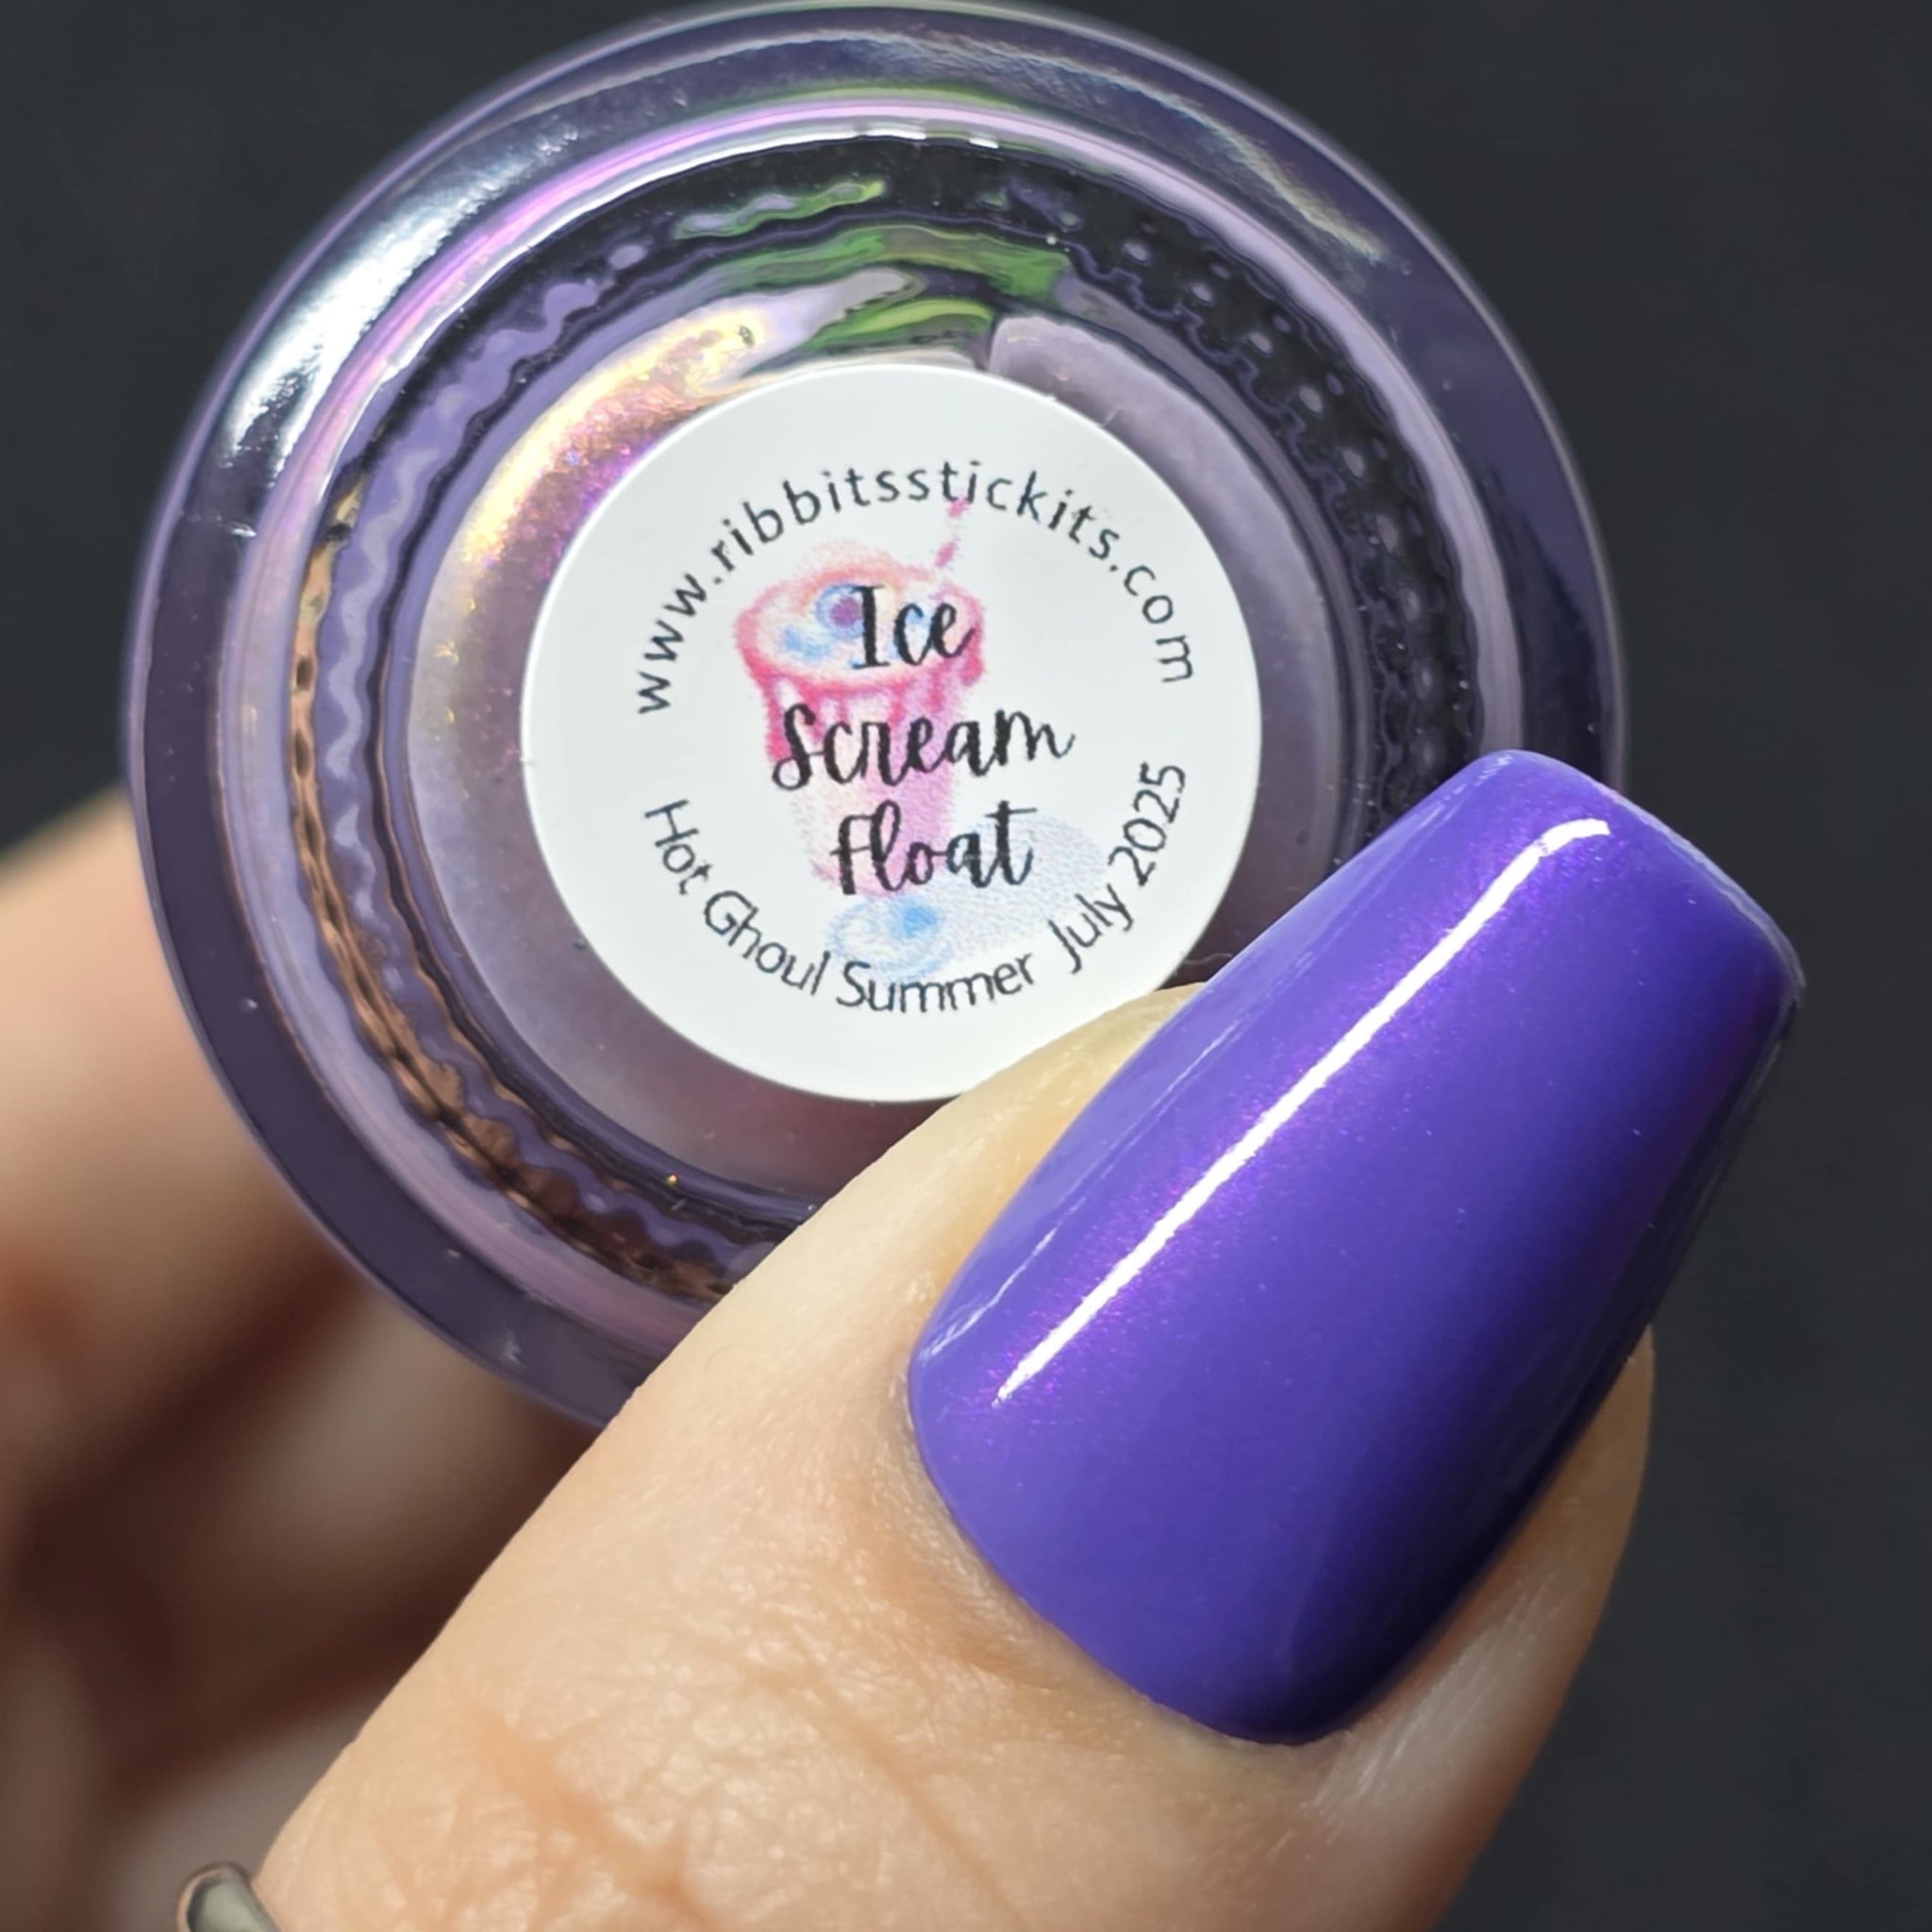 www.ribbitsstickits.com
Ice
Scream
Float
Hot Ghoul Summer July 2025